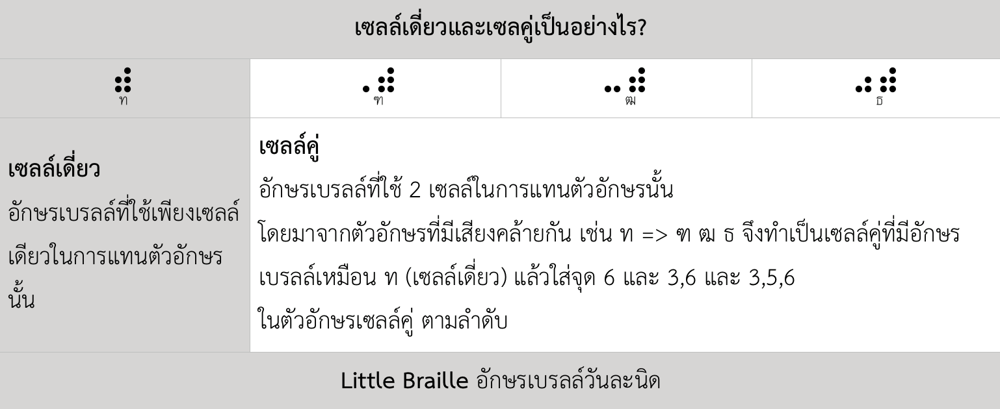 เซลล์เดี่ยวและเซลคู่เป็นอย่างไร?
⠾ ⠠⠾ ⠤⠾ ⠴⠾
ท ฑ ฒ ธ
เซลล์เดี่ยว
อักษรเบรลล์ที่ใช้เพียงเซลล์
เดียวในการแทนตัวอักษร
นั้น
เซลล์คู่
อักษรเบรลล์ที่ใช้ 2 เซลล์ในการแทนตัวอักษรนั้น
โดยมาจากตัวอักษรที่มีเสียงคล้ายกัน เช่น ท => ฑ ฒ ธ จึงทำเป็นเซลล์คู่ที่มีอักษร
เบรลล์เหมือน ท (เซลล์เดี่ยว) แล้วใส่จุด 6 และ 3,6 และ 3,5,6
ในตัวอักษรเซลล์คู่ ตามลำดับ
Little Braille อักษรเบรลล์วันละนิด